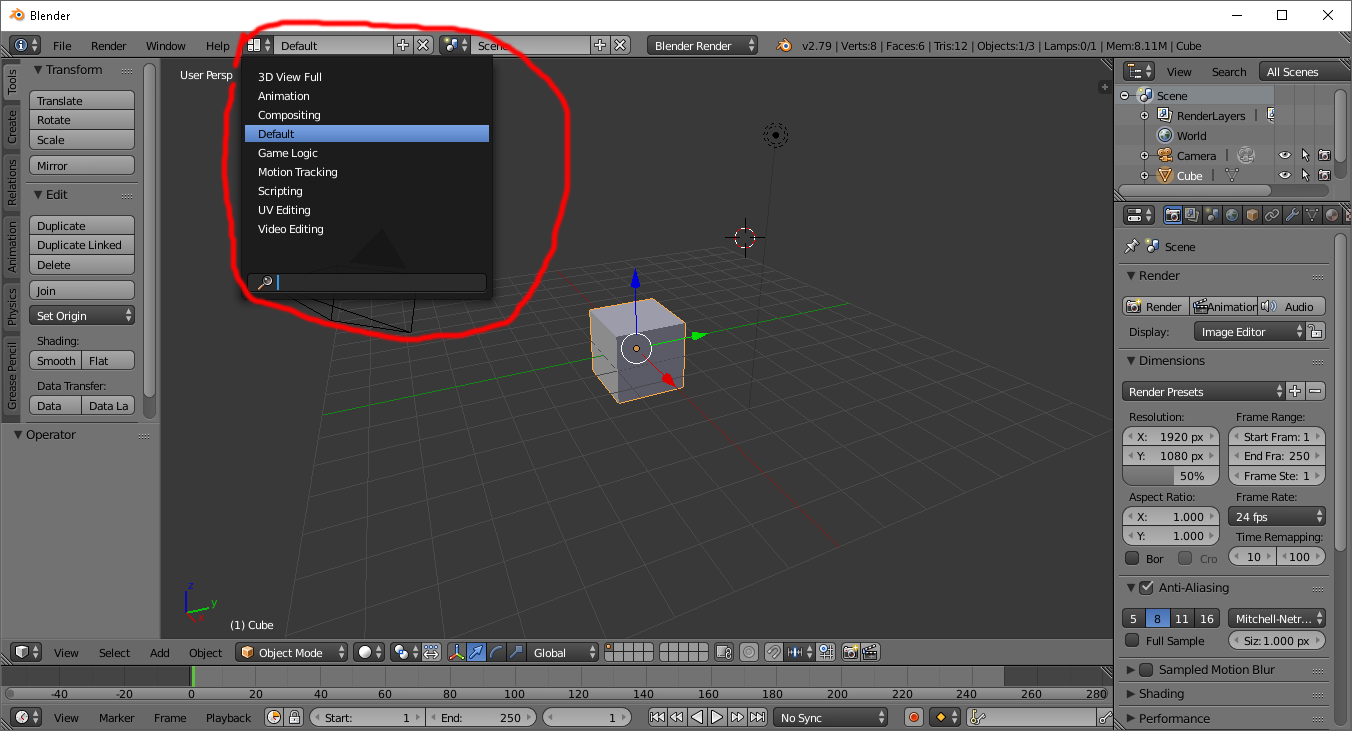 Blender
File Render Window Help Default Scene Blender Render v2.79 | Verts:8 | Faces:6 | Tris:12 | Objects:1/3 | Lamps:0/1 | Mem:8.11M | Cube
Tools
Create
Relations
Animation
Physics
Grease Pencil
Transform
Translate
Rotate
Scale
Mirror
Edit
Duplicate
Duplicate Linked
Delete
Join
Set Origin
Shading:
Smooth Flat
Data Transfer:
Data Data La
Operator
User Persp
3D View Full
Animation
Compositing
Default
Game Logic
Motion Tracking
Scripting
UV Editing
Video Editing
z
y
x
(1) Cube
View Search All Scenes
Scene
RenderLayers |
World
Camera |
Cube |
Scene
Render
Render Animation Audio
Display: Image Editor
Dimensions
Render Presets
Resolution: Frame Range:
X: 1920 px Start Fram: 1
Y: 1080 px End Fra: 250
50% Frame Ste: 1
Aspect Ratio: Frame Rate:
X: 1.000 24 fps
Y: 1.000 Time Remapping:
Bor Cro 10 100
Anti-Aliasing
5 8 11 16 Mitchell-Netr...
Full Sample Siz: 1.000 px
Sampled Motion Blur
Shading
Performance
View Select Add Object Object Mode Global
-40 -20 0 20 40 60 80 100 120 140 160 180 200 220 240 260 280
View Marker Frame Playback Start: 1 End: 250 1 No Sync